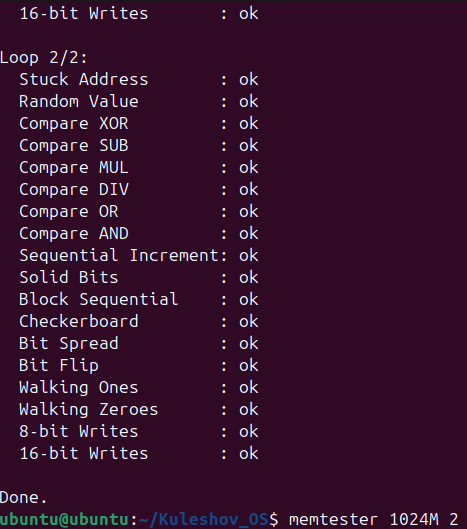 16-bit Writes : ok
Loop 2/2:
Stuck Address : ok
Random Value : ok
Compare XOR : ok
Compare SUB : ok
Compare MUL : ok
Compare DIV : ok
Compare OR : ok
Compare AND : ok
Sequential Increment: ok
Solid Bits : ok
Block Sequential : ok
Checkerboard : ok
Bit Spread : ok
Bit Flip : ok
Walking Ones : ok
Walking Zeroes : ok
8-bit Writes : ok
16-bit Writes : ok
Done.
ubuntu@ubuntu:~/Kuleshov_OS$ memtester 1024M 2